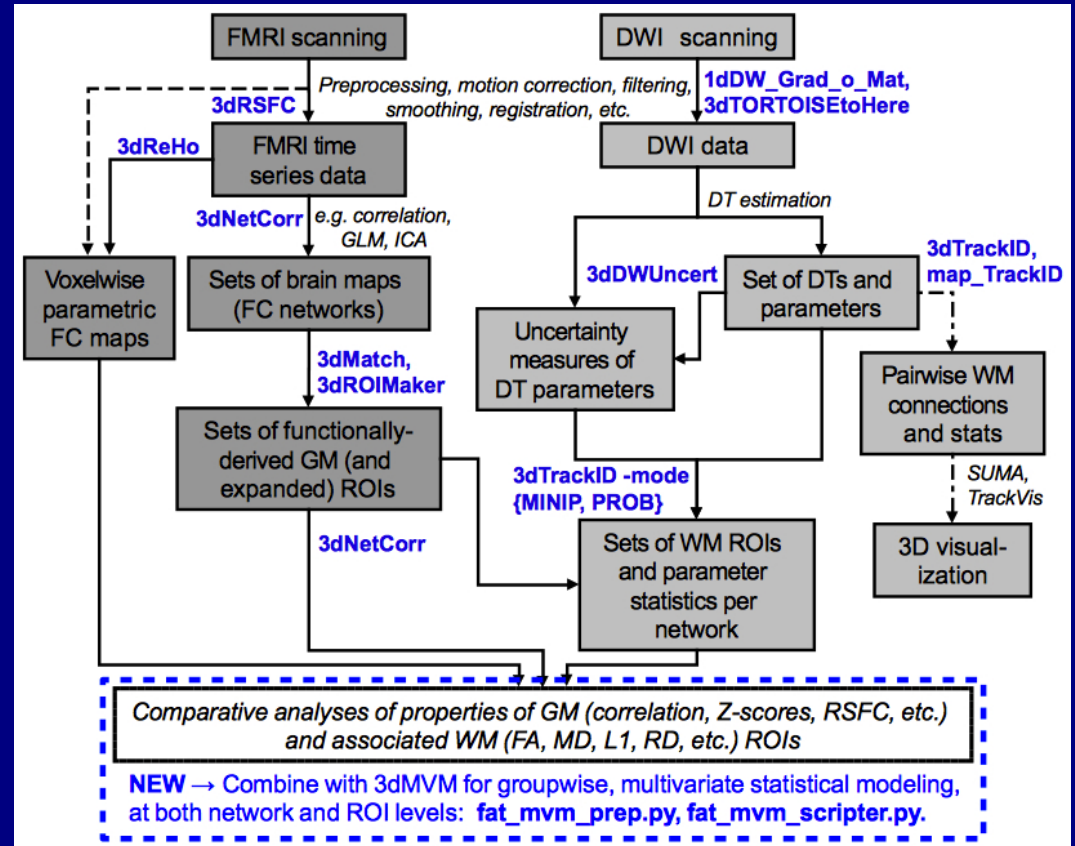 FMRI scanning
DWI scanning
Preprocessing, motion correction, filtering,
smoothing, registration, etc.
1dDW_Grad_o_Mat,
3dTORTOISEtoHere
3dRSFC
3dReHo
FMRI time
series data
DWI data
3dNetCorr
e.g. correlation,
GLM, ICA
DT estimation
Voxelwise
parametric
FC maps
Sets of brain maps
(FC networks)
3dDWUncert
Set of DTs and
parameters
3dTrackID,
map_TrackID
Uncertainty
measures of
DT parameters
3dMatch,
3dROIMaker
Pairwise WM
connections
and stats
Sets of functionally-
derived GM (and
expanded) ROIs
3dTrackID -mode
{MINIP, PROB}
SUMA,
TrackVis
3dNetCorr
Sets of WM ROIs
and parameter
statistics per
network
3D visual-
ization
Comparative analyses of properties of GM (correlation, Z-scores, RSFC, etc.)
and associated WM (FA, MD, L1, RD, etc.) ROIs
NEW → Combine with 3dMVM for groupwise, multivariate statistical modeling,
at both network and ROI levels: fat_mvm_prep.py, fat_mvm_scripter.py.